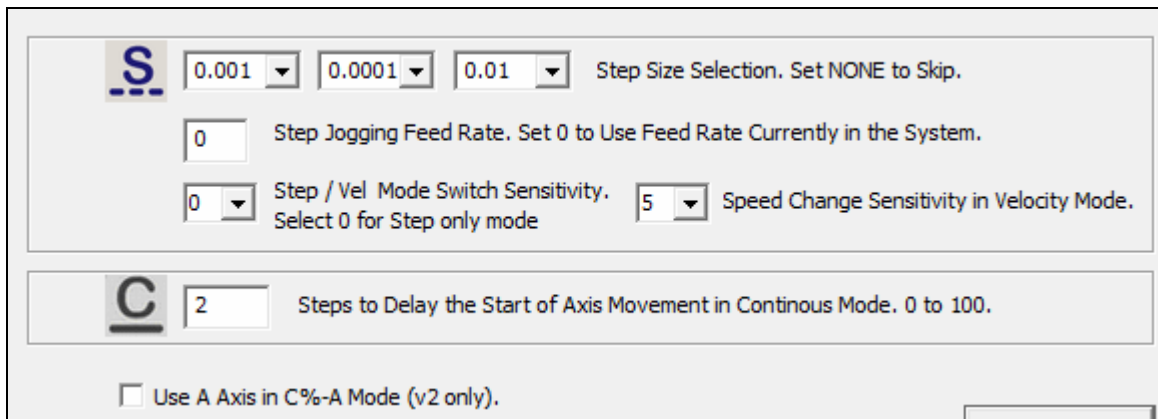 S 0.001 0.0001 0.01 Step Size Selection. Set NONE to Skip.
0 Step Jogging Feed Rate. Set 0 to Use Feed Rate Currently in the System.
0 Step / Vel Mode Switch Sensitivity. 5 Speed Change Sensitivity in Velocity Mode.
Select 0 for Step only mode
C 2 Steps to Delay the Start of Axis Movement in Continous Mode. 0 to 100.
Use A Axis in C%-A Mode (v2 only).